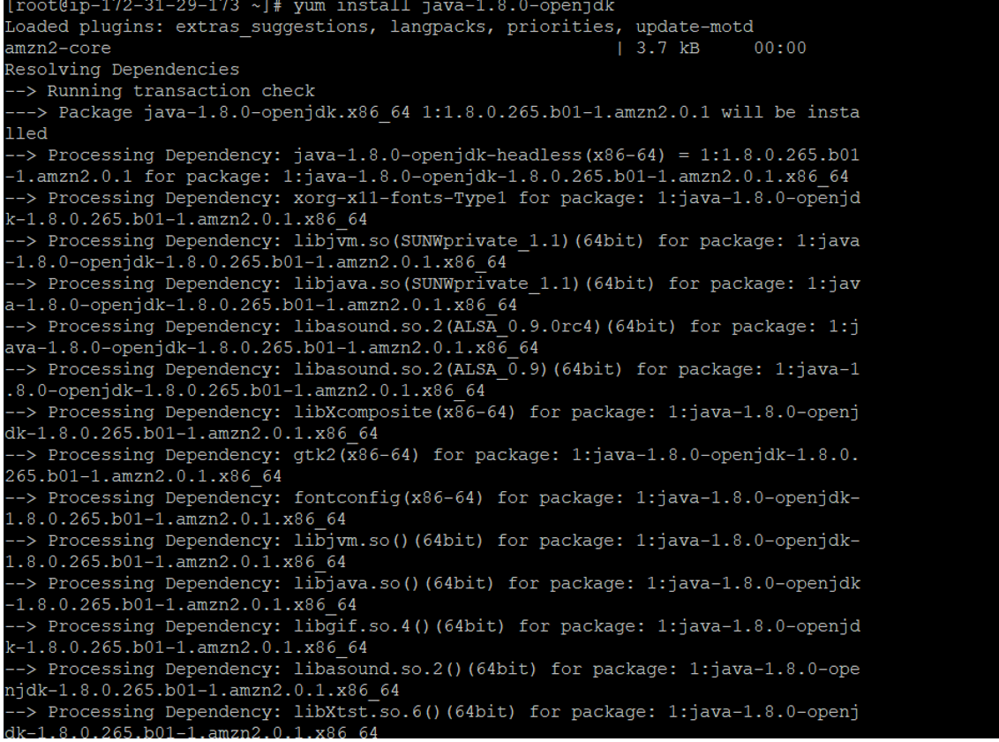 [root@ip-172-31-29-173 ~]# yum install java-1.8.0-openjdk
Loaded plugins: extras_suggestions, langpacks, priorities, update-motd
amzn2-core                                               | 3.7 kB     00:00
Resolving Dependencies
--> Running transaction check
---> Package java-1.8.0-openjdk.x86_64 1:1.8.0.265.b01-1.amzn2.0.1 will be insta
lled
--> Processing Dependency: java-1.8.0-openjdk-headless(x86-64) = 1:1.8.0.265.b01
-1.amzn2.0.1 for package: 1:java-1.8.0-openjdk-1.8.0.265.b01-1.amzn2.0.1.x86_64
--> Processing Dependency: xorg-x11-fonts-Type1 for package: 1:java-1.8.0-openjd
k-1.8.0.265.b01-1.amzn2.0.1.x86_64
--> Processing Dependency: libjvm.so(SUNWprivate_1.1)(64bit) for package: 1:java
-1.8.0-openjdk-1.8.0.265.b01-1.amzn2.0.1.x86_64
--> Processing Dependency: libjava.so(SUNWprivate_1.1)(64bit) for package: 1:jav
a-1.8.0-openjdk-1.8.0.265.b01-1.amzn2.0.1.x86_64
--> Processing Dependency: libasound.so.2(ALSA_0.9.0rc4)(64bit) for package: 1:j
ava-1.8.0-openjdk-1.8.0.265.b01-1.amzn2.0.1.x86_64
--> Processing Dependency: libasound.so.2(ALSA_0.9)(64bit) for package: 1:java-1
.8.0-openjdk-1.8.0.265.b01-1.amzn2.0.1.x86_64
--> Processing Dependency: libXcomposite(x86-64) for package: 1:java-1.8.0-openj
dk-1.8.0.265.b01-1.amzn2.0.1.x86_64
--> Processing Dependency: gtk2(x86-64) for package: 1:java-1.8.0-openjdk-1.8.0.
265.b01-1.amzn2.0.1.x86_64
--> Processing Dependency: fontconfig(x86-64) for package: 1:java-1.8.0-openjdk-
1.8.0.265.b01-1.amzn2.0.1.x86_64
--> Processing Dependency: libjvm.so()(64bit) for package: 1:java-1.8.0-openjdk-
1.8.0.265.b01-1.amzn2.0.1.x86_64
--> Processing Dependency: libjava.so()(64bit) for package: 1:java-1.8.0-openjdk
-1.8.0.265.b01-1.amzn2.0.1.x86_64
--> Processing Dependency: libgif.so.4()(64bit) for package: 1:java-1.8.0-openjd
k-1.8.0.265.b01-1.amzn2.0.1.x86_64
--> Processing Dependency: libasound.so.2()(64bit) for package: 1:java-1.8.0-ope
njdk-1.8.0.265.b01-1.amzn2.0.1.x86_64
--> Processing Dependency: libXtst.so.6()(64bit) for package: 1:java-1.8.0-openj
dk-1.8.0.265.b01-1.amzn2.0.1.x86_64